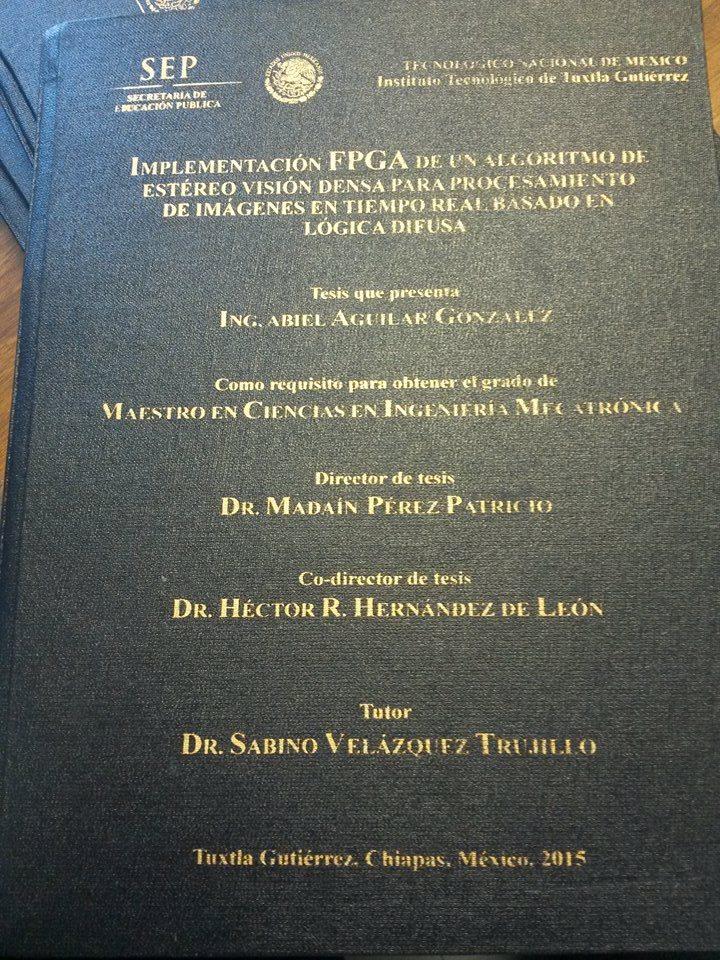 SEP
SECRETARÍA DE
EDUCACIÓN PÚBLICA
TECNOLÓGICO NACIONAL DE MÉXICO
Instituto Tecnológico de Tuxtla Gutiérrez
IMPLEMENTACIÓN FPGA DE UN ALGORITMO DE
ESTÉREO VISIÓN DENSA PARA PROCESAMIENTO
DE IMÁGENES EN TIEMPO REAL BASADO EN
LÓGICA DIFUSA
Tesis que presenta
ING. ABIEL AGUILAR GONZALEZ
Como requisito para obtener el grado de
MAESTRO EN CIENCIAS EN INGENIERÍA MECATRÓNICA
Director de tesis
DR. MADAÍN PÉREZ PATRICIO
Co-director de tesis
DR. HÉCTOR R. HERNÁNDEZ DE LEÓN
Tutor
DR. SABINO VELÁZQUEZ TRUJILLO
Tuxtla Gutiérrez, Chiapas, México, 2015